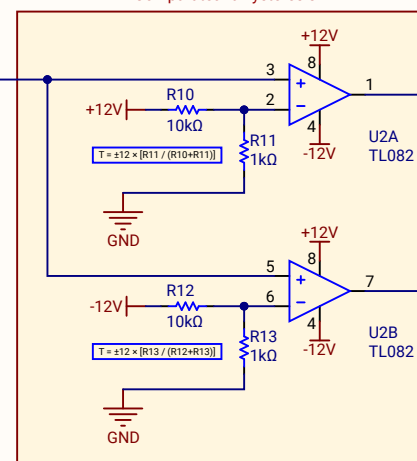 +12V
8
3
1
R10
+12V
2
10kΩ
R11
1kΩ
4
-12V
U2A
TL082
T = ±12 × [R11 / (R10+R11)]
GND
+12V
8
5
7
R12
-12V
6
10kΩ
R13
1kΩ
4
-12V
U2B
TL082
T = ±12 × [R13 / (R12+R13)]
GND